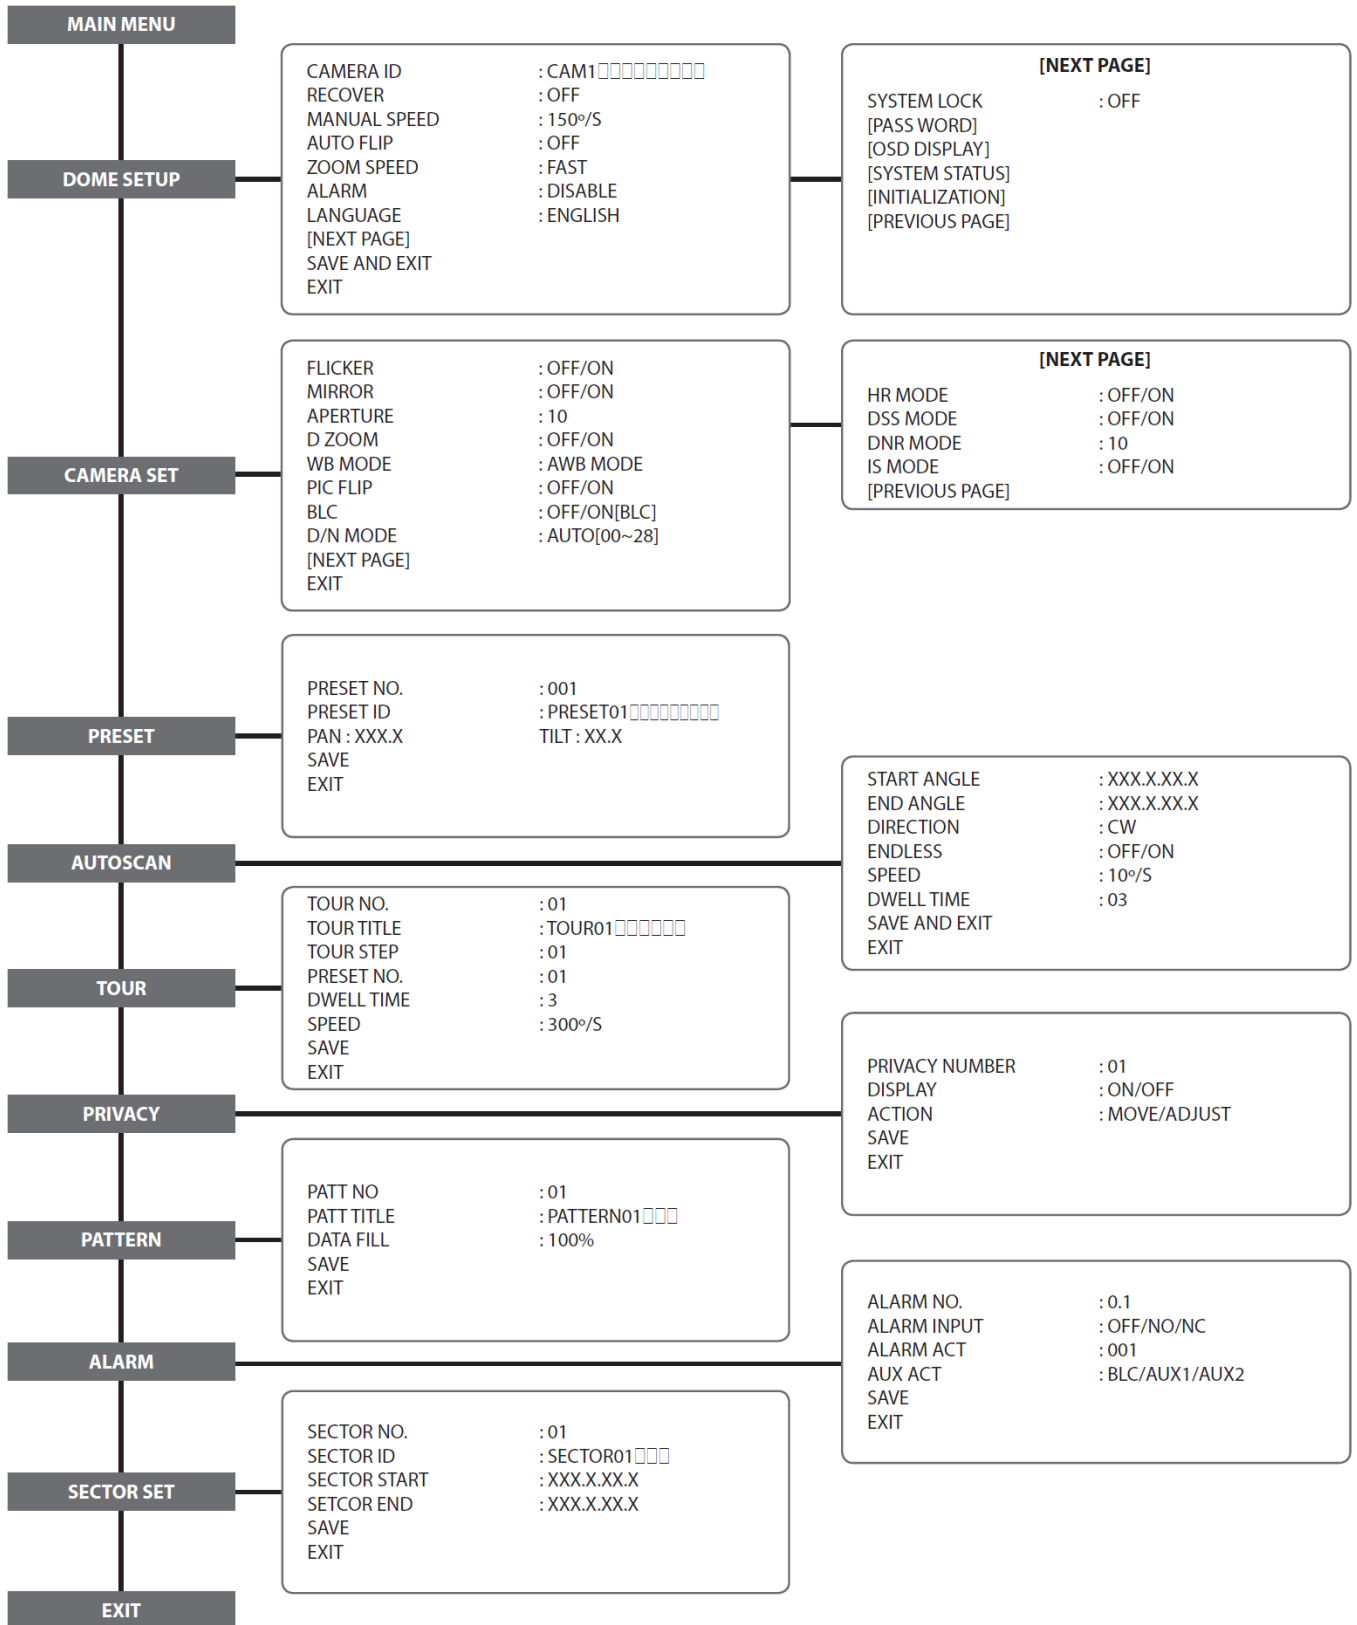 MAIN MENU
DOME SETUP
CAMERA ID : CAM1□□□□□□□□□
RECOVER : OFF
MANUAL SPEED : 150º/S
AUTO FLIP : OFF
ZOOM SPEED : FAST
ALARM : DISABLE
LANGUAGE : ENGLISH
[NEXT PAGE]
SAVE AND EXIT
EXIT
[NEXT PAGE]
SYSTEM LOCK : OFF
[PASS WORD]
[OSD DISPLAY]
[SYSTEM STATUS]
[INITIALIZATION]
[PREVIOUS PAGE]
CAMERA SET
FLICKER : OFF/ON
MIRROR : OFF/ON
APERTURE : 10
D ZOOM : OFF/ON
WB MODE : AWB MODE
PIC FLIP : OFF/ON
BLC : OFF/ON[BLC]
D/N MODE : AUTO[00~28]
[NEXT PAGE]
EXIT
[NEXT PAGE]
HR MODE : OFF/ON
DSS MODE : OFF/ON
DNR MODE : 10
IS MODE : OFF/ON
[PREVIOUS PAGE]
PRESET
PRESET NO. : 001
PRESET ID : PRESET01□□□□□□□□□
PAN : XXX.X TILT : XX.X
SAVE
EXIT
AUTOSCAN
START ANGLE : XXX.X.XX.X
END ANGLE : XXX.X.XX.X
DIRECTION : CW
ENDLESS : OFF/ON
SPEED : 10º/S
DWELL TIME : 03
SAVE AND EXIT
EXIT
TOUR
TOUR NO. : 01
TOUR TITLE : TOUR01□□□□□□
TOUR STEP : 01
PRESET NO. : 01
DWELL TIME : 3
SPEED : 300º/S
SAVE
EXIT
PRIVACY
PRIVACY NUMBER : 01
DISPLAY : ON/OFF
ACTION : MOVE/ADJUST
SAVE
EXIT
PATTERN
PATT NO : 01
PATT TITLE : PATTERN01□□□
DATA FILL : 100%
SAVE
EXIT
ALARM
ALARM NO. : 0.1
ALARM INPUT : OFF/NO/NC
ALARM ACT : 001
AUX ACT : BLC/AUX1/AUX2
SAVE
EXIT
SECTOR SET
SECTOR NO. : 01
SECTOR ID : SECTOR01□□□
SECTOR START : XXX.X.XX.X
SETCOR END : XXX.X.XX.X
SAVE
EXIT
EXIT